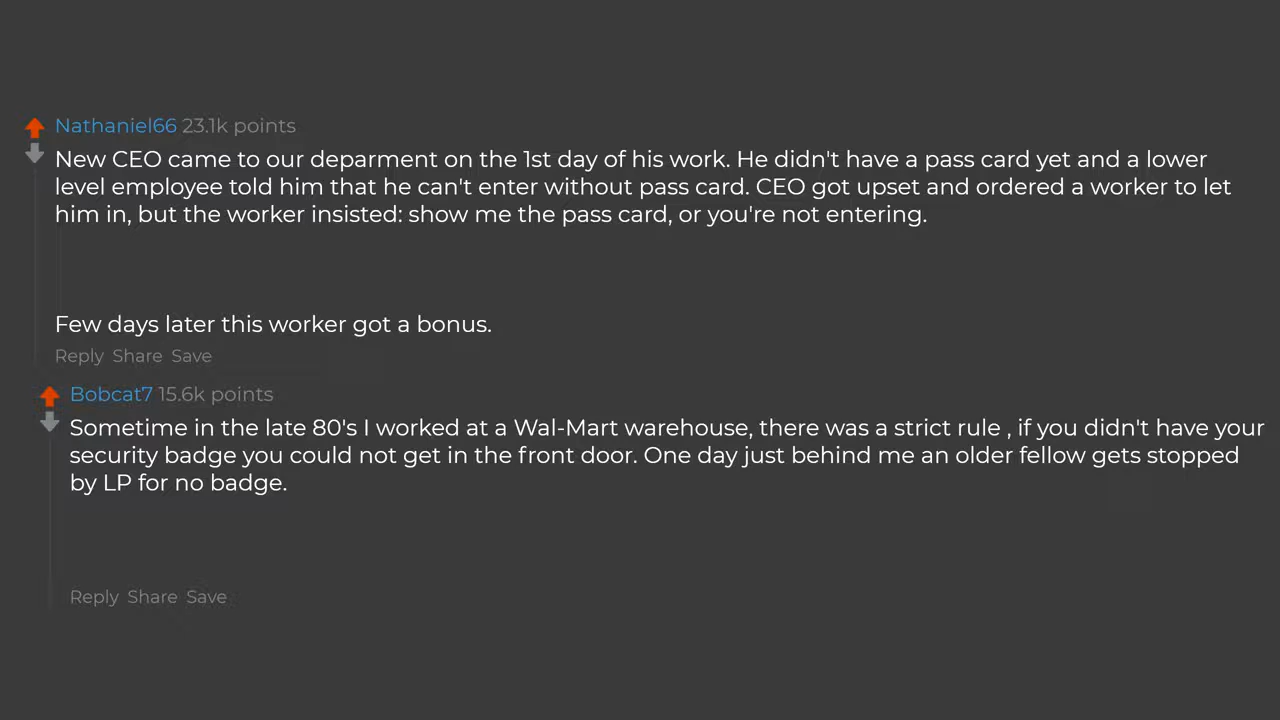 Nathaniel66 23.1k points
New CEO came to our deparment on the 1st day of his work. He didn't have a pass card yet and a lower
level employee told him that he can't enter without pass card. CEO got upset and ordered a worker to let
him in, but the worker insisted: show me the pass card, or you're not entering.
Few days later this worker got a bonus.
Reply Share Save
Bobcat7 15.6k points
Sometime in the late 80's I worked at a Wal-Mart warehouse, there was a strict rule , if you didn't have your
security badge you could not get in the front door. One day just behind me an older fellow gets stopped
by LP for no badge.
Reply Share Save